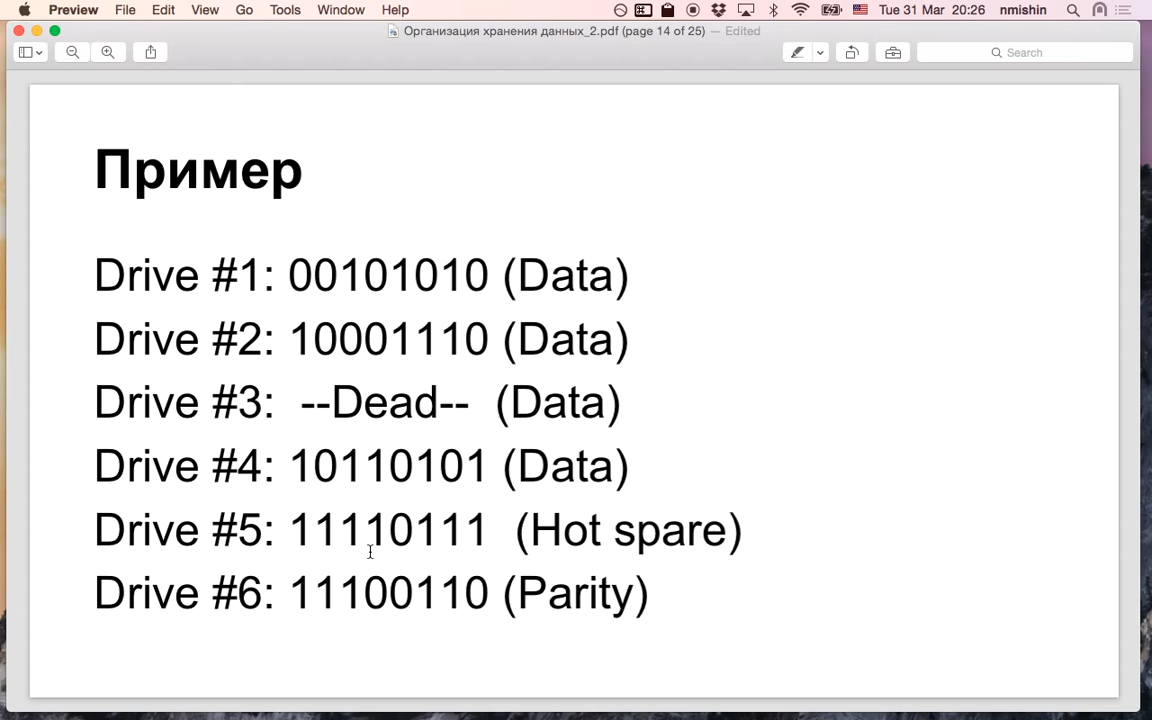 Preview File Edit View Go Tools Window Help Tue 31 Mar 20:26 nmishin
Организация хранения данных_2.pdf (page 14 of 25) — Edited
Search
Пример
Drive #1: 00101010 (Data)
Drive #2: 10001110 (Data)
Drive #3: --Dead-- (Data)
Drive #4: 10110101 (Data)
Drive #5: 11110111 (Hot spare)
Drive #6: 11100110 (Parity)